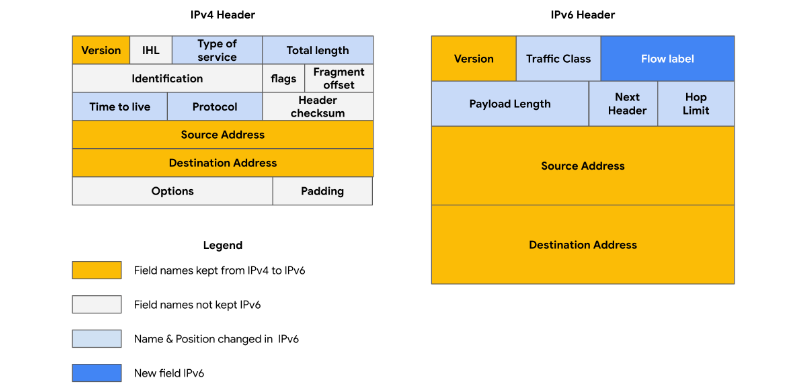 IPv4 Header
Version IHL Type of service Total length
Identification flags Fragment offset
Time to live Protocol Header checksum
Source Address
Destination Address
Options Padding
IPv6 Header
Version Traffic Class Flow label
Payload Length Next Header Hop Limit
Source Address
Destination Address
Legend
Field names kept from IPv4 to IPv6
Field names not kept IPv6
Name & Position changed in IPv6
New field IPv6